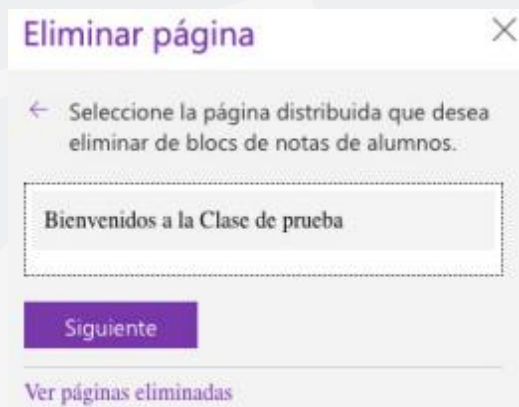 Eliminar página
Seleccione la página distribuida que desea
eliminar de blocs de notas de alumnos.
Bienvenidos a la Clase de prueba
Siguiente
Ver páginas eliminadas